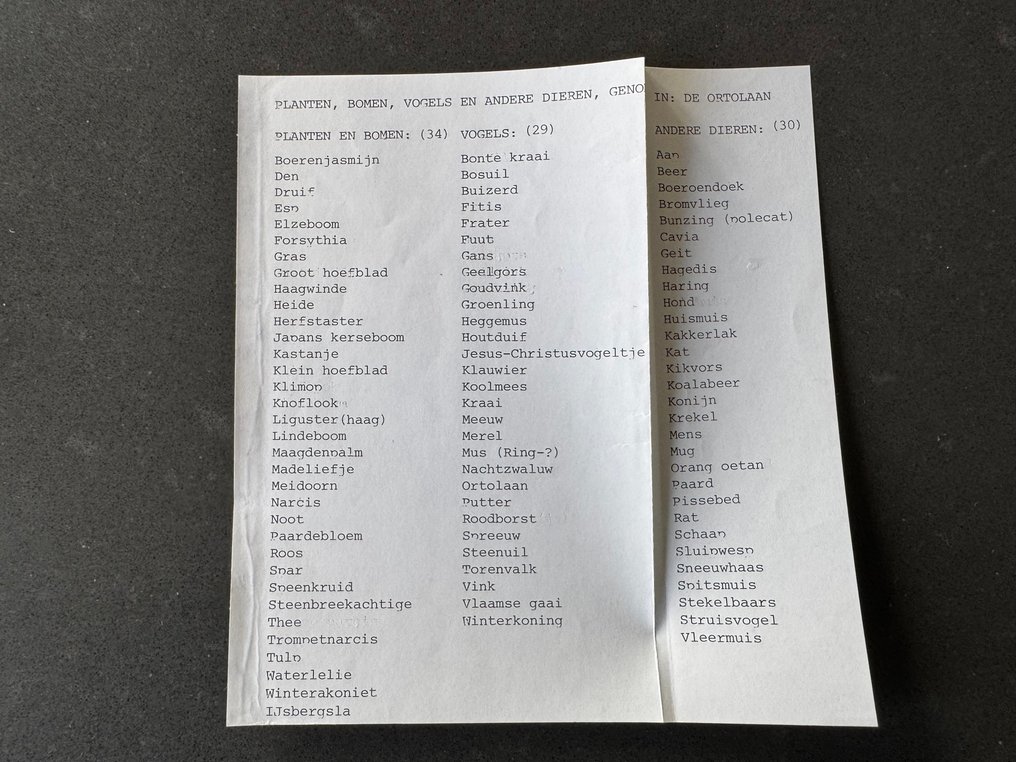 PLANTEN, BOMEN, VOGELS EN ANDERE DIEREN, GENO IN: DE ORTOLAAN
PLANTEN EN BOMEN: (34)
Boerenjasmijn
Den
Druif
Esp
Elzeboom
Forsythia
Gras
Groot hoefblad
Haagwinde
Heide
Herfstaster
Japans kerseboom
Kastanje
Klein hoefblad
Klimop
Knoflook
Liguster(haag)
Lindeboom
Maagdenpalm
Madeliefje
Meidoorn
Narcis
Noot
Paardebloem
Roos
Spar
Speenkruid
Steenbreekachtige
Thee
Trompetnarcis
Tulp
Waterlelie
Winterakoniet
IJsbergsla
VOGELS: (29)
Bonte kraai
Bosuil
Buizerd
Fitis
Frater
Fuut
Gans
Geelgors
Goudvink
Groenling
Heggemus
Houtduif
Jesus-Christusvogeltje
Klauwier
Koolmees
Kraai
Meeuw
Merel
Mus (Ring-?)
Nachtzwaluw
Ortolaan
Putter
Roodborst
Spreeuw
Steenuil
Torenvalk
Vink
Vlaamse gaai
Winterkoning
ANDERE DIEREN: (30)
Aap
Beer
Boeroendoek
Bromvlieg
Bunzing (polecat)
Cavia
Geit
Hagedis
Haring
Hond
Huismuis
Kakkerlak
Kat
Kikvors
Koalabeer
Konijn
Krekel
Mens
Mug
Orang oetan
Paard
Pissebed
Rat
Schaap
Sluipwesp
Sneeuwhaas
Spitsmuis
Stekelbaars
Struisvogel
Vleermuis